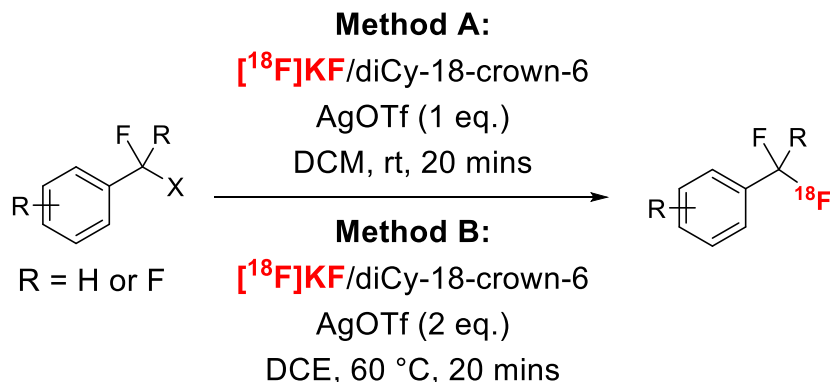 Method A:
[¹⁸F]KF/diCy-18-crown-6
AgOTf (1 eq.)
DCM, rt, 20 mins
F R
X
R
R = H or F
Method B:
[¹⁸F]KF/diCy-18-crown-6
AgOTf (2 eq.)
DCE, 60 °C, 20 mins
F R
¹⁸F
R